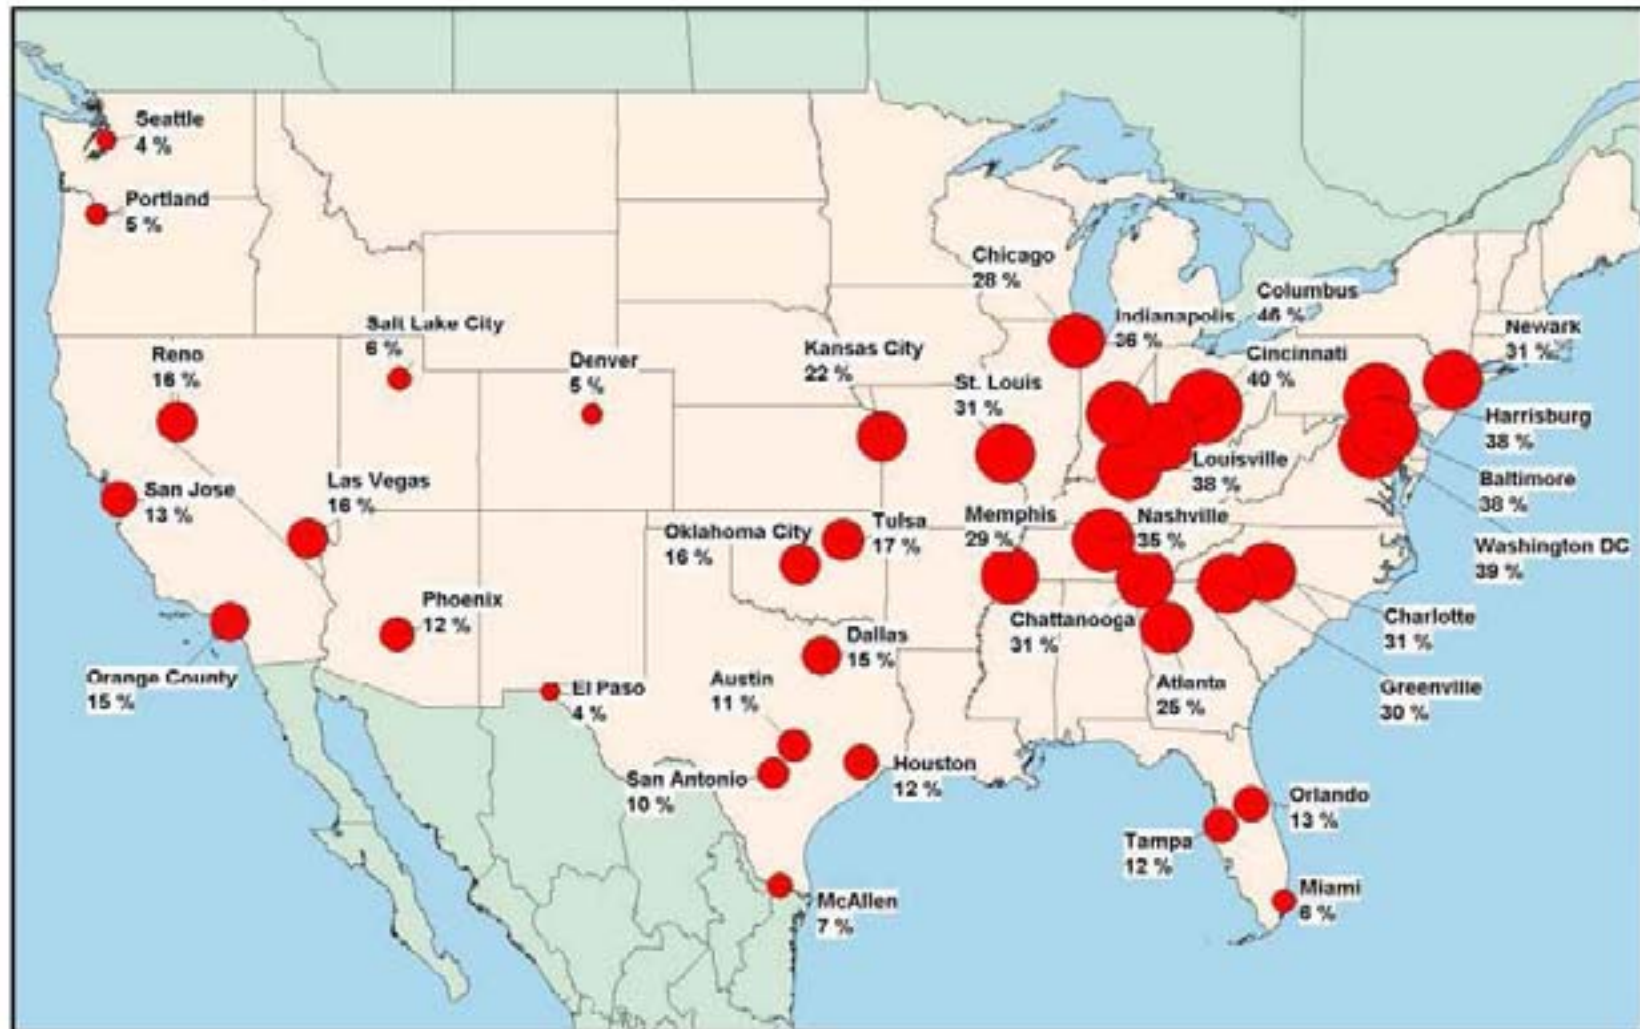 Seattle
4 %
Portland
5 %
Salt Lake City
6 %
Reno
16 %
Denver
5 %
San Jose
13 %
Las Vegas
16 %
Orange County
15 %
Phoenix
12 %
El Paso
4 %
Kansas City
22 %
St. Louis
31 %
Chicago
28 %
Indianapolis
36 %
Columbus
46 %
Cincinnati
40 %
Newark
31 %
Harrisburg
38 %
Baltimore
38 %
Washington DC
39 %
Louisville
38 %
Oklahoma City
16 %
Tulsa
17 %
Memphis
29 %
Nashville
35 %
Chattanooga
31 %
Charlotte
31 %
Greenville
30 %
Atlanta
25 %
Dallas
15 %
Austin
11 %
San Antonio
10 %
Houston
12 %
McAllen
7 %
Orlando
13 %
Tampa
12 %
Miami
6 %